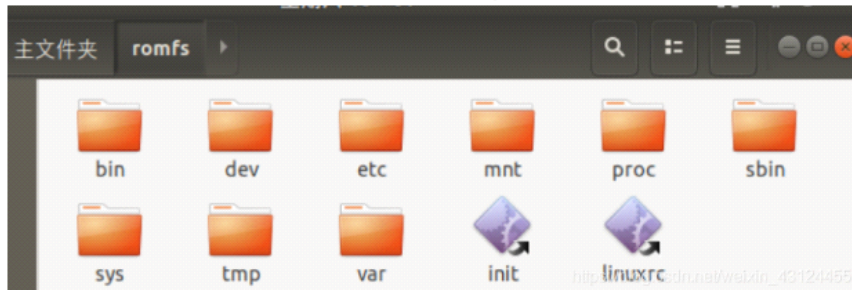 主文件夹 romfs
bin dev etc mnt proc sbin
sys tmp var init linuxrc